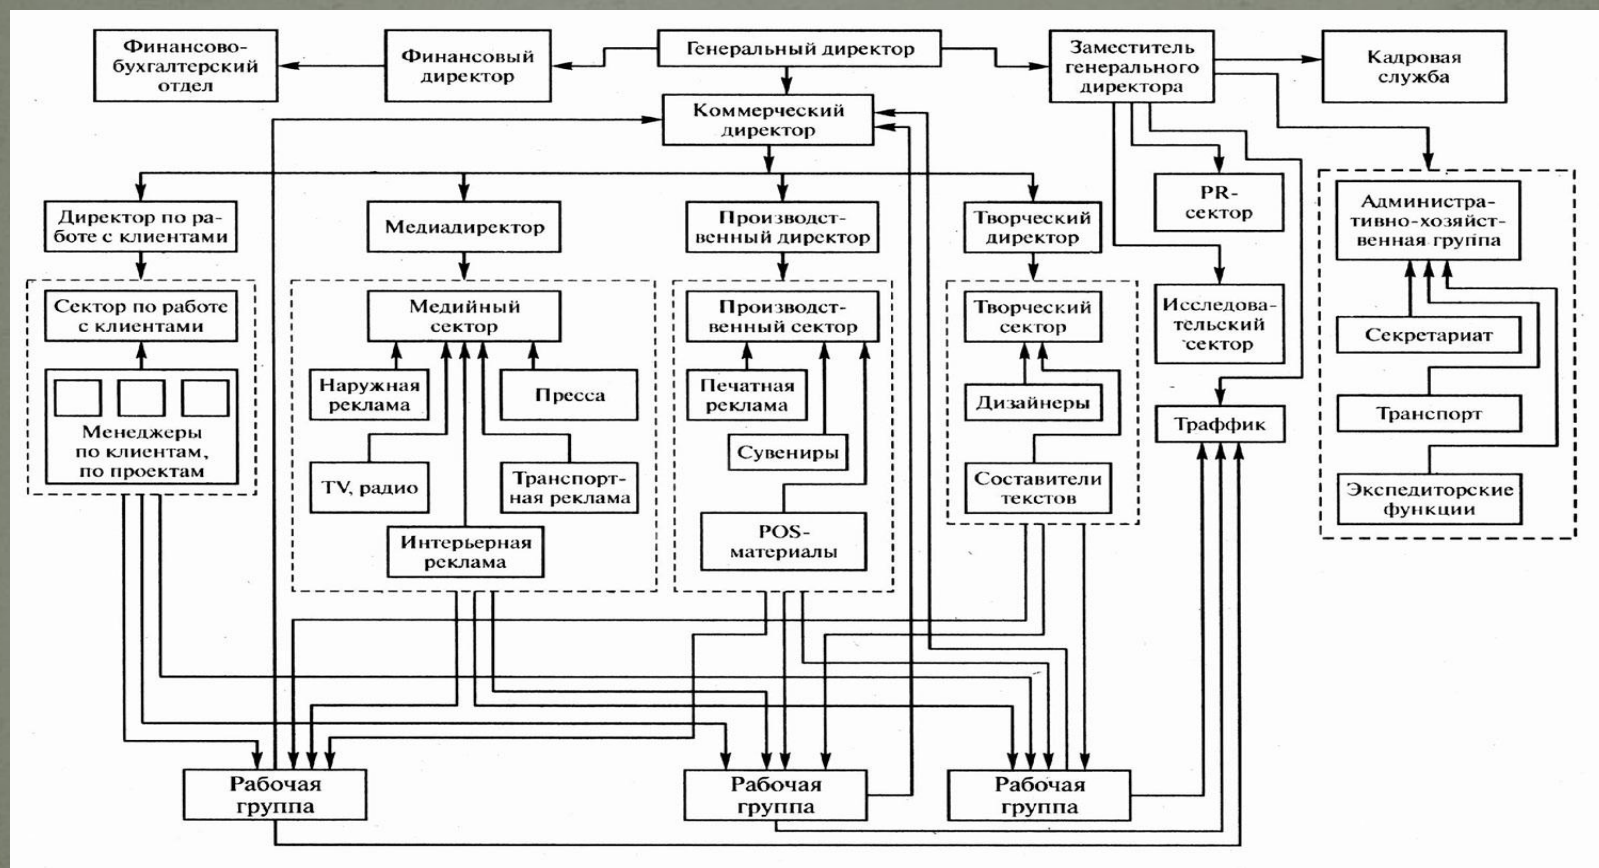 Финансово-
бухгалтерский
отдел
Финансовый
директор
Генеральный директор
Заместитель
генерального
директора
Кадровая
служба
Коммерческий
директор
Директор по ра-
боте с клиентами
Медиадиректор
Производст-
венный директор
Творческий
директор
PR-
сектор
Администра-
тивно-хозяйст-
венная группа
Сектор по работе
с клиентами
Медийный
сектор
Производст-
венный сектор
Творческий
сектор
Исследова-
тельский
сектор
Секретариат
Наружная
реклама
Пресса
Печатная
реклама
Дизайнеры
Траффик
Транспорт
Менеджеры
по клиентам,
по проектам
TV, радио
Транспорт-
ная реклама
Сувениры
Составители
текстов
Экспедиторские
функции
Интерьерная
реклама
POS-
материалы
Рабочая
группа
Рабочая
группа
Рабочая
группа